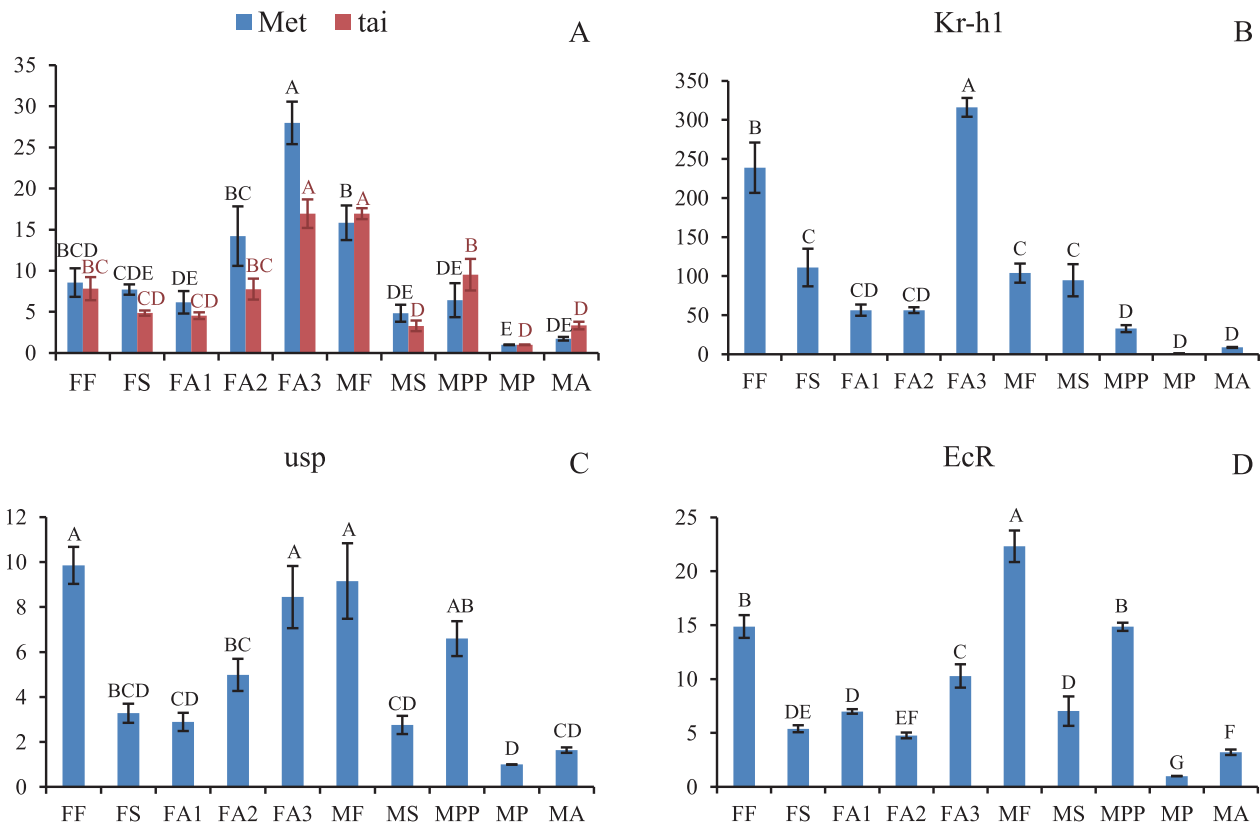 Met tai A
35
30
25
20
15
10
5
0
A
BC
A
B
A
BCD
BC
CDE
CD
DE
CD
BC
DE
D
DE
B
E
D
DE
D
FF FS FA1 FA2 FA3 MF MS MPP MP MA
Kr-h1 B
350
300
250
200
150
100
50
0
B
C
CD
CD
A
C
C
D
D
D
FF FS FA1 FA2 FA3 MF MS MPP MP MA
usp C
12
10
8
6
4
2
0
A
BCD
CD
BC
A
A
CD
AB
D
CD
FF FS FA1 FA2 FA3 MF MS MPP MP MA
EcR D
25
20
15
10
5
0
B
DE
D
EF
C
A
D
B
G
F
FF FS FA1 FA2 FA3 MF MS MPP MP MA